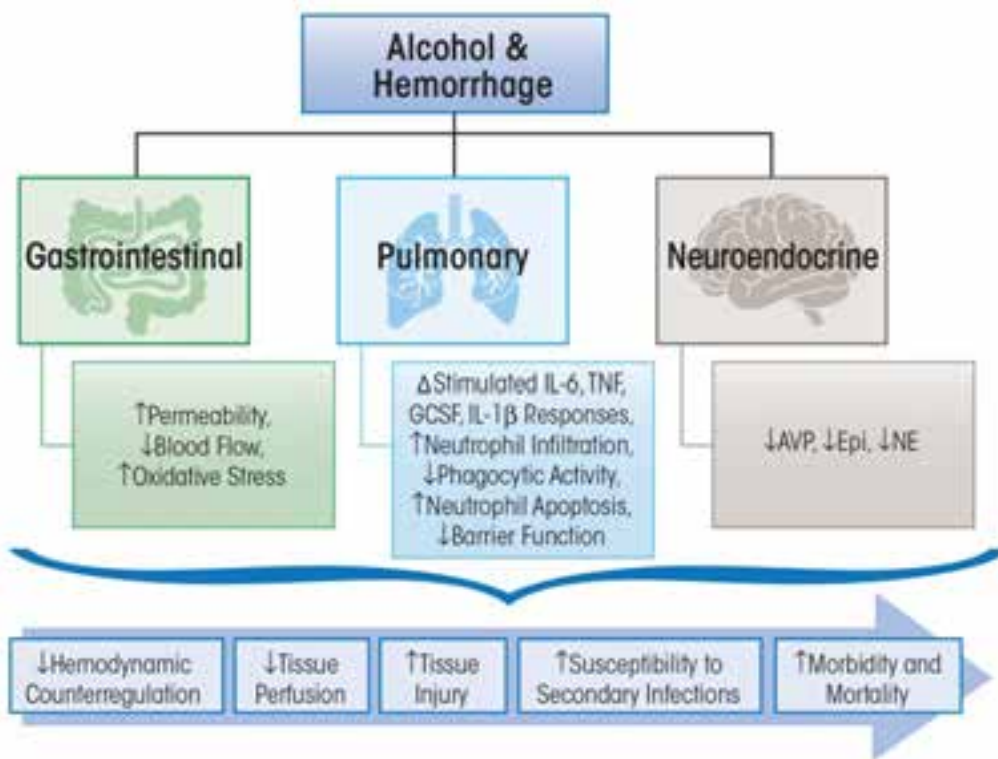 Alcohol &
Hemorrhage
Gastrointestinal
Pulmonary
Neuroendocrine
↑Permeability,
↓Blood Flow,
↑Oxidative Stress
ΔStimulated IL-6, TNF,
GCSF, IL-1β Responses,
↑Neutrophil Infiltration,
↓Phagocytic Activity,
↑Neutrophil Apoptosis,
↓Barrier Function
↓AVP, ↓Epi, ↓NE
↓Hemodynamic
Counterregulation
↓Tissue
Perfusion
↑Tissue
Injury
↑Susceptibility to
Secondary Infections
↑Morbidity and
Mortality